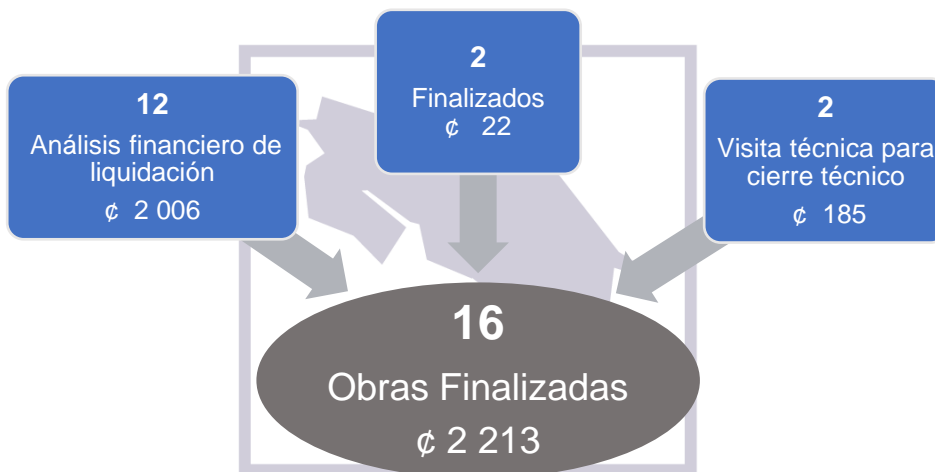 12
Análisis financiero de
liquidación
₡ 2 006
2
Finalizados
₡ 22
2
Visita técnica para
cierre técnico
₡ 185
16
Obras Finalizadas
₡ 2 213